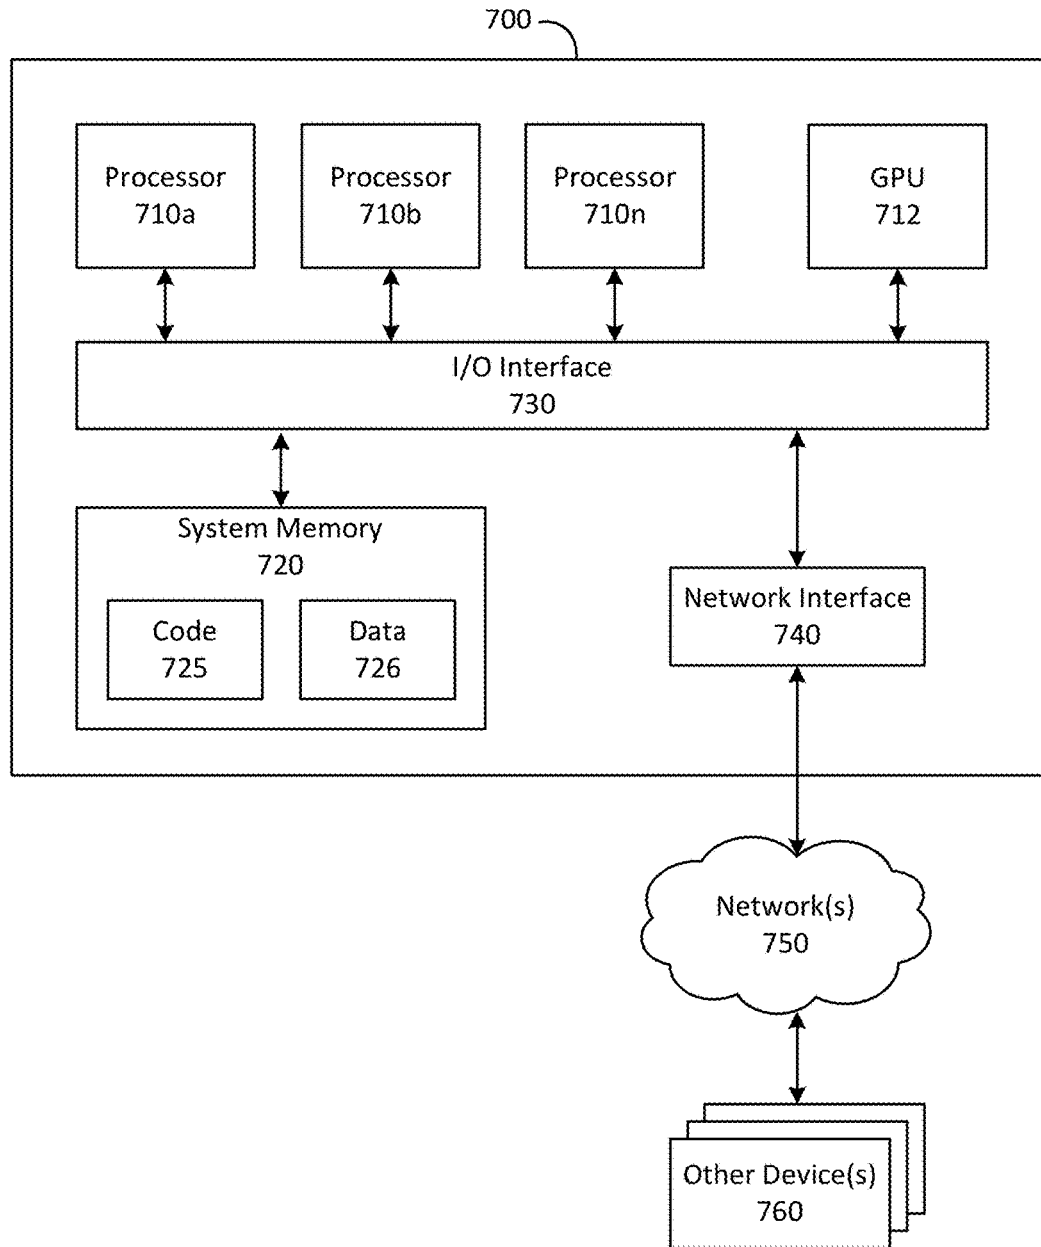 700
Processor
710a
Processor
710b
Processor
710n
GPU
712
I/O Interface
730
System Memory
720
Code
725
Data
726
Network Interface
740
Network(s)
750
Other Device(s)
760